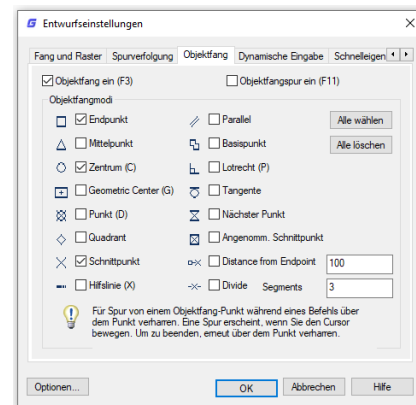 Entwurfseinstellungen
Fang und Raster Spurverfolgung Objektfang Dynamische Eingabe Schnelleigen
Objektfang ein (F3) Objektfangspur ein (F11)
Objektfangmodi
Endpunkt Parallel Alle wählen
Mittelpunkt Basispunkt Alle löschen
Zentrum (C) Lotrecht (P)
Geometric Center (G) Tangente
Punkt (D) Nächster Punkt
Quadrant Angenomm. Schnittpunkt
Schnittpunkt Distance from Endpoint 100
Hilfslinie (X) Divide Segments 3
Für Spur von einem Objektfang-Punkt während eines Befehls über
dem Punkt verharren. Eine Spur erscheint, wenn Sie den Cursor
bewegen. Um zu beenden, erneut über dem Punkt verharren.
Optionen... OK Abbrechen Hilfe